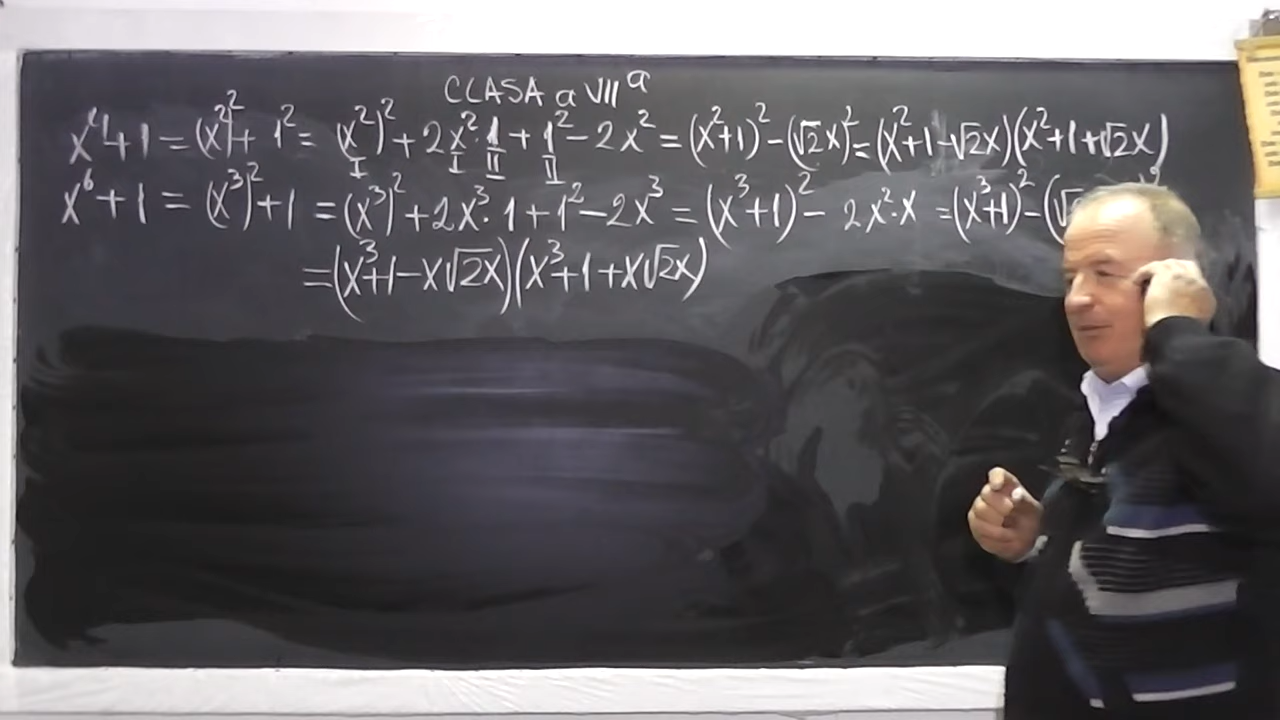 CLASA a VII a
x⁴+1 = (x²)²+ 1² = (x²)² + 2x²·1 + 1² − 2x² = (x²+1)² − (√2x)² = (x²+1−√2x)(x²+1+√2x)
I I II II
x⁶+1 = (x³)²+1 = (x³)²+2x³·1+1²−2x³ = (x³+1)² − 2x²·x = (x³+1)² − (√
= (x³+1−x√2x)(x³+1+x√2x)